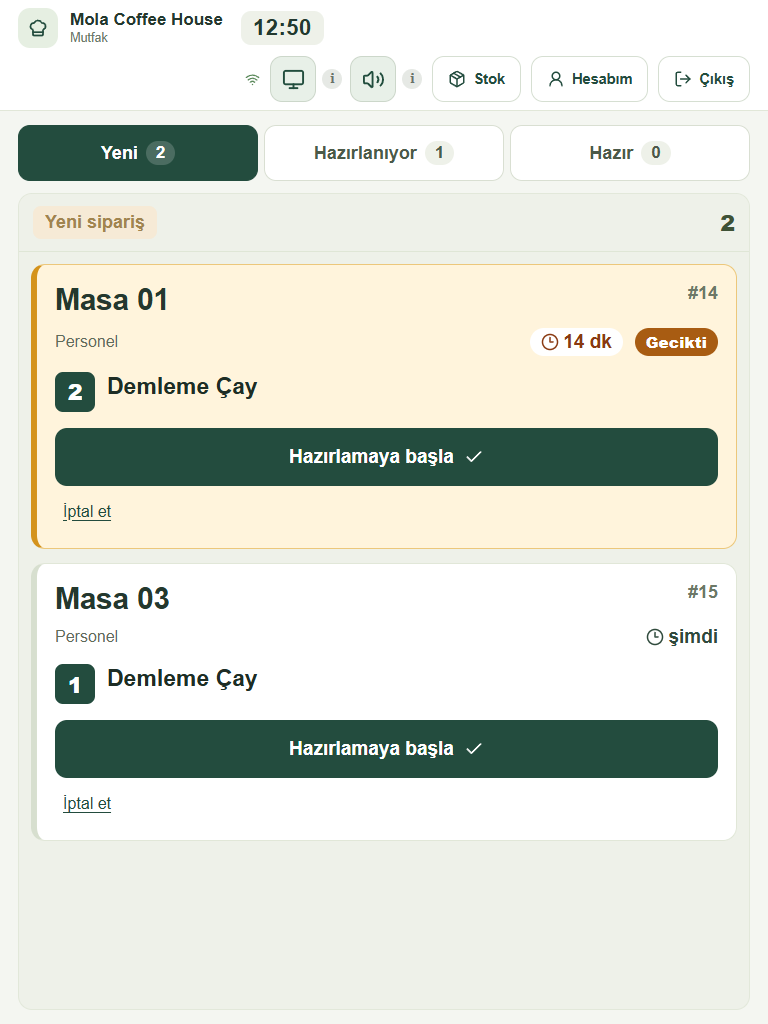 Mola Coffee House
Mutfak
12:50
i
i
Stok
Hesabım
Çıkış
Yeni 2
Hazırlanıyor 1
Hazır 0
Yeni sipariş
2
Masa 01
#14
Personel
14 dk
Gecikti
2 Demleme Çay
Hazırlamaya başla
İptal et
Masa 03
#15
Personel
şimdi
1 Demleme Çay
Hazırlamaya başla
İptal et